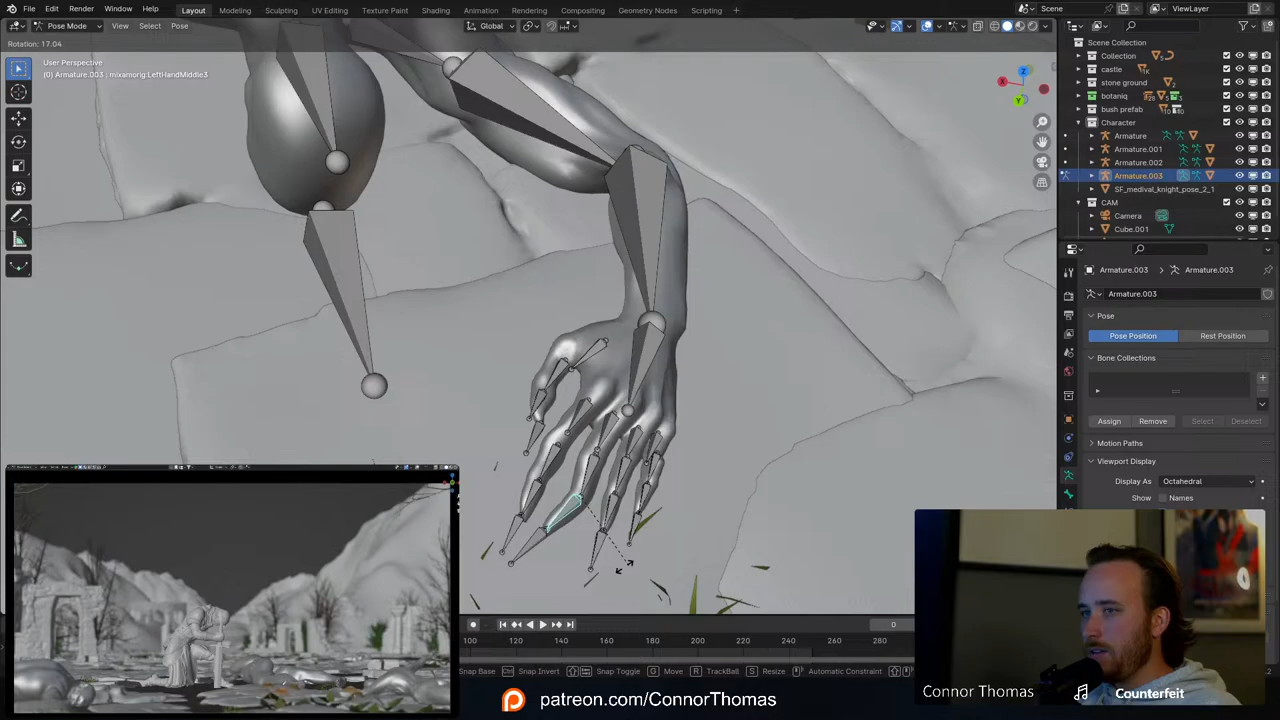 File Edit Render Window Help
Layout Modeling Sculpting UV Editing Texture Paint Shading Animation Rendering Compositing Geometry Nodes Scripting
Scene ViewLayer
Pose Mode View Select Pose Global
Rotation: 17.04
User Perspective
(0) Armature.003 : mixamorig:LeftHandMiddle3
X Z Y
Scene Collection
Collection
castle
stone ground
botaniq
bush prefab
Character
Armature
Armature.001
Armature.002
Armature.003
SF_medival_knight_pose_2_1
CAM
Camera
Cube.001
Armature.003 > Armature.003
Armature.003
Pose
Pose Position Rest Position
Bone Collections
Assign Remove Select Deselect
Motion Paths
Viewport Display
Display As Octahedral
Show Names
0
120 140 160 180 200 220 240 260 280
Snap Base Ctrl Snap Invert Snap Toggle G Move R TrackBall S Resize Automatic Constraint
patreon.com/ConnorThomas
Connor Thomas
Counterfeit